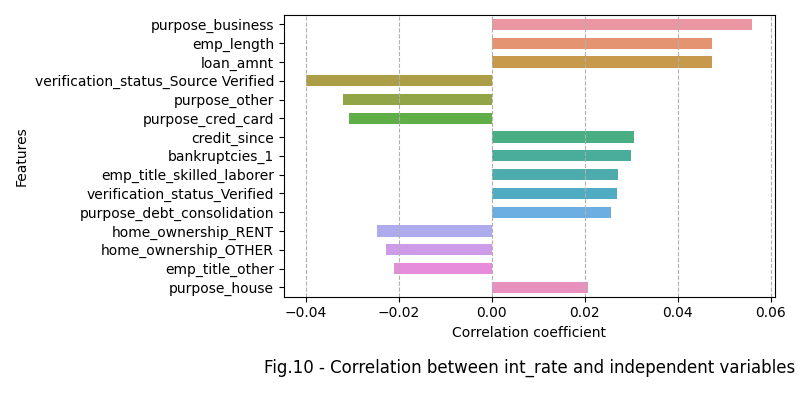 purpose_business
emp_length
loan_amnt
verification_status_Source Verified
purpose_other
purpose_cred_card
credit_since
bankruptcies_1
emp_title_skilled_laborer
verification_status_Verified
purpose_debt_consolidation
home_ownership_RENT
home_ownership_OTHER
emp_title_other
purpose_house
Features
−0.04 −0.02 0.00 0.02 0.04 0.06
Correlation coefficient
Fig.10 - Correlation between int_rate and independent variables